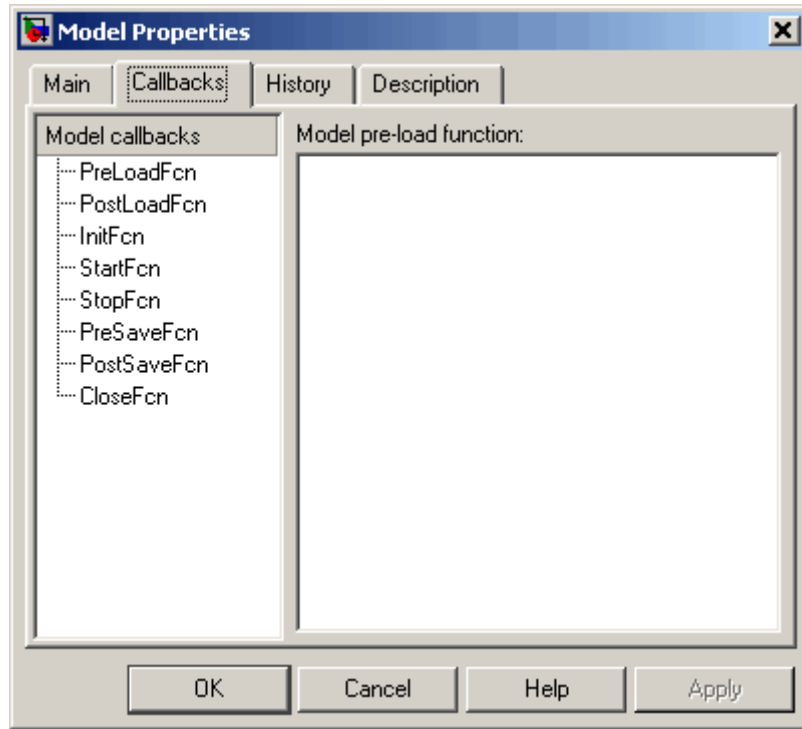 Model Properties
Main Callbacks History Description
Model callbacks
PreLoadFcn
PostLoadFcn
InitFcn
StartFcn
StopFcn
PreSaveFcn
PostSaveFcn
CloseFcn
Model pre-load function:
OK Cancel Help Apply